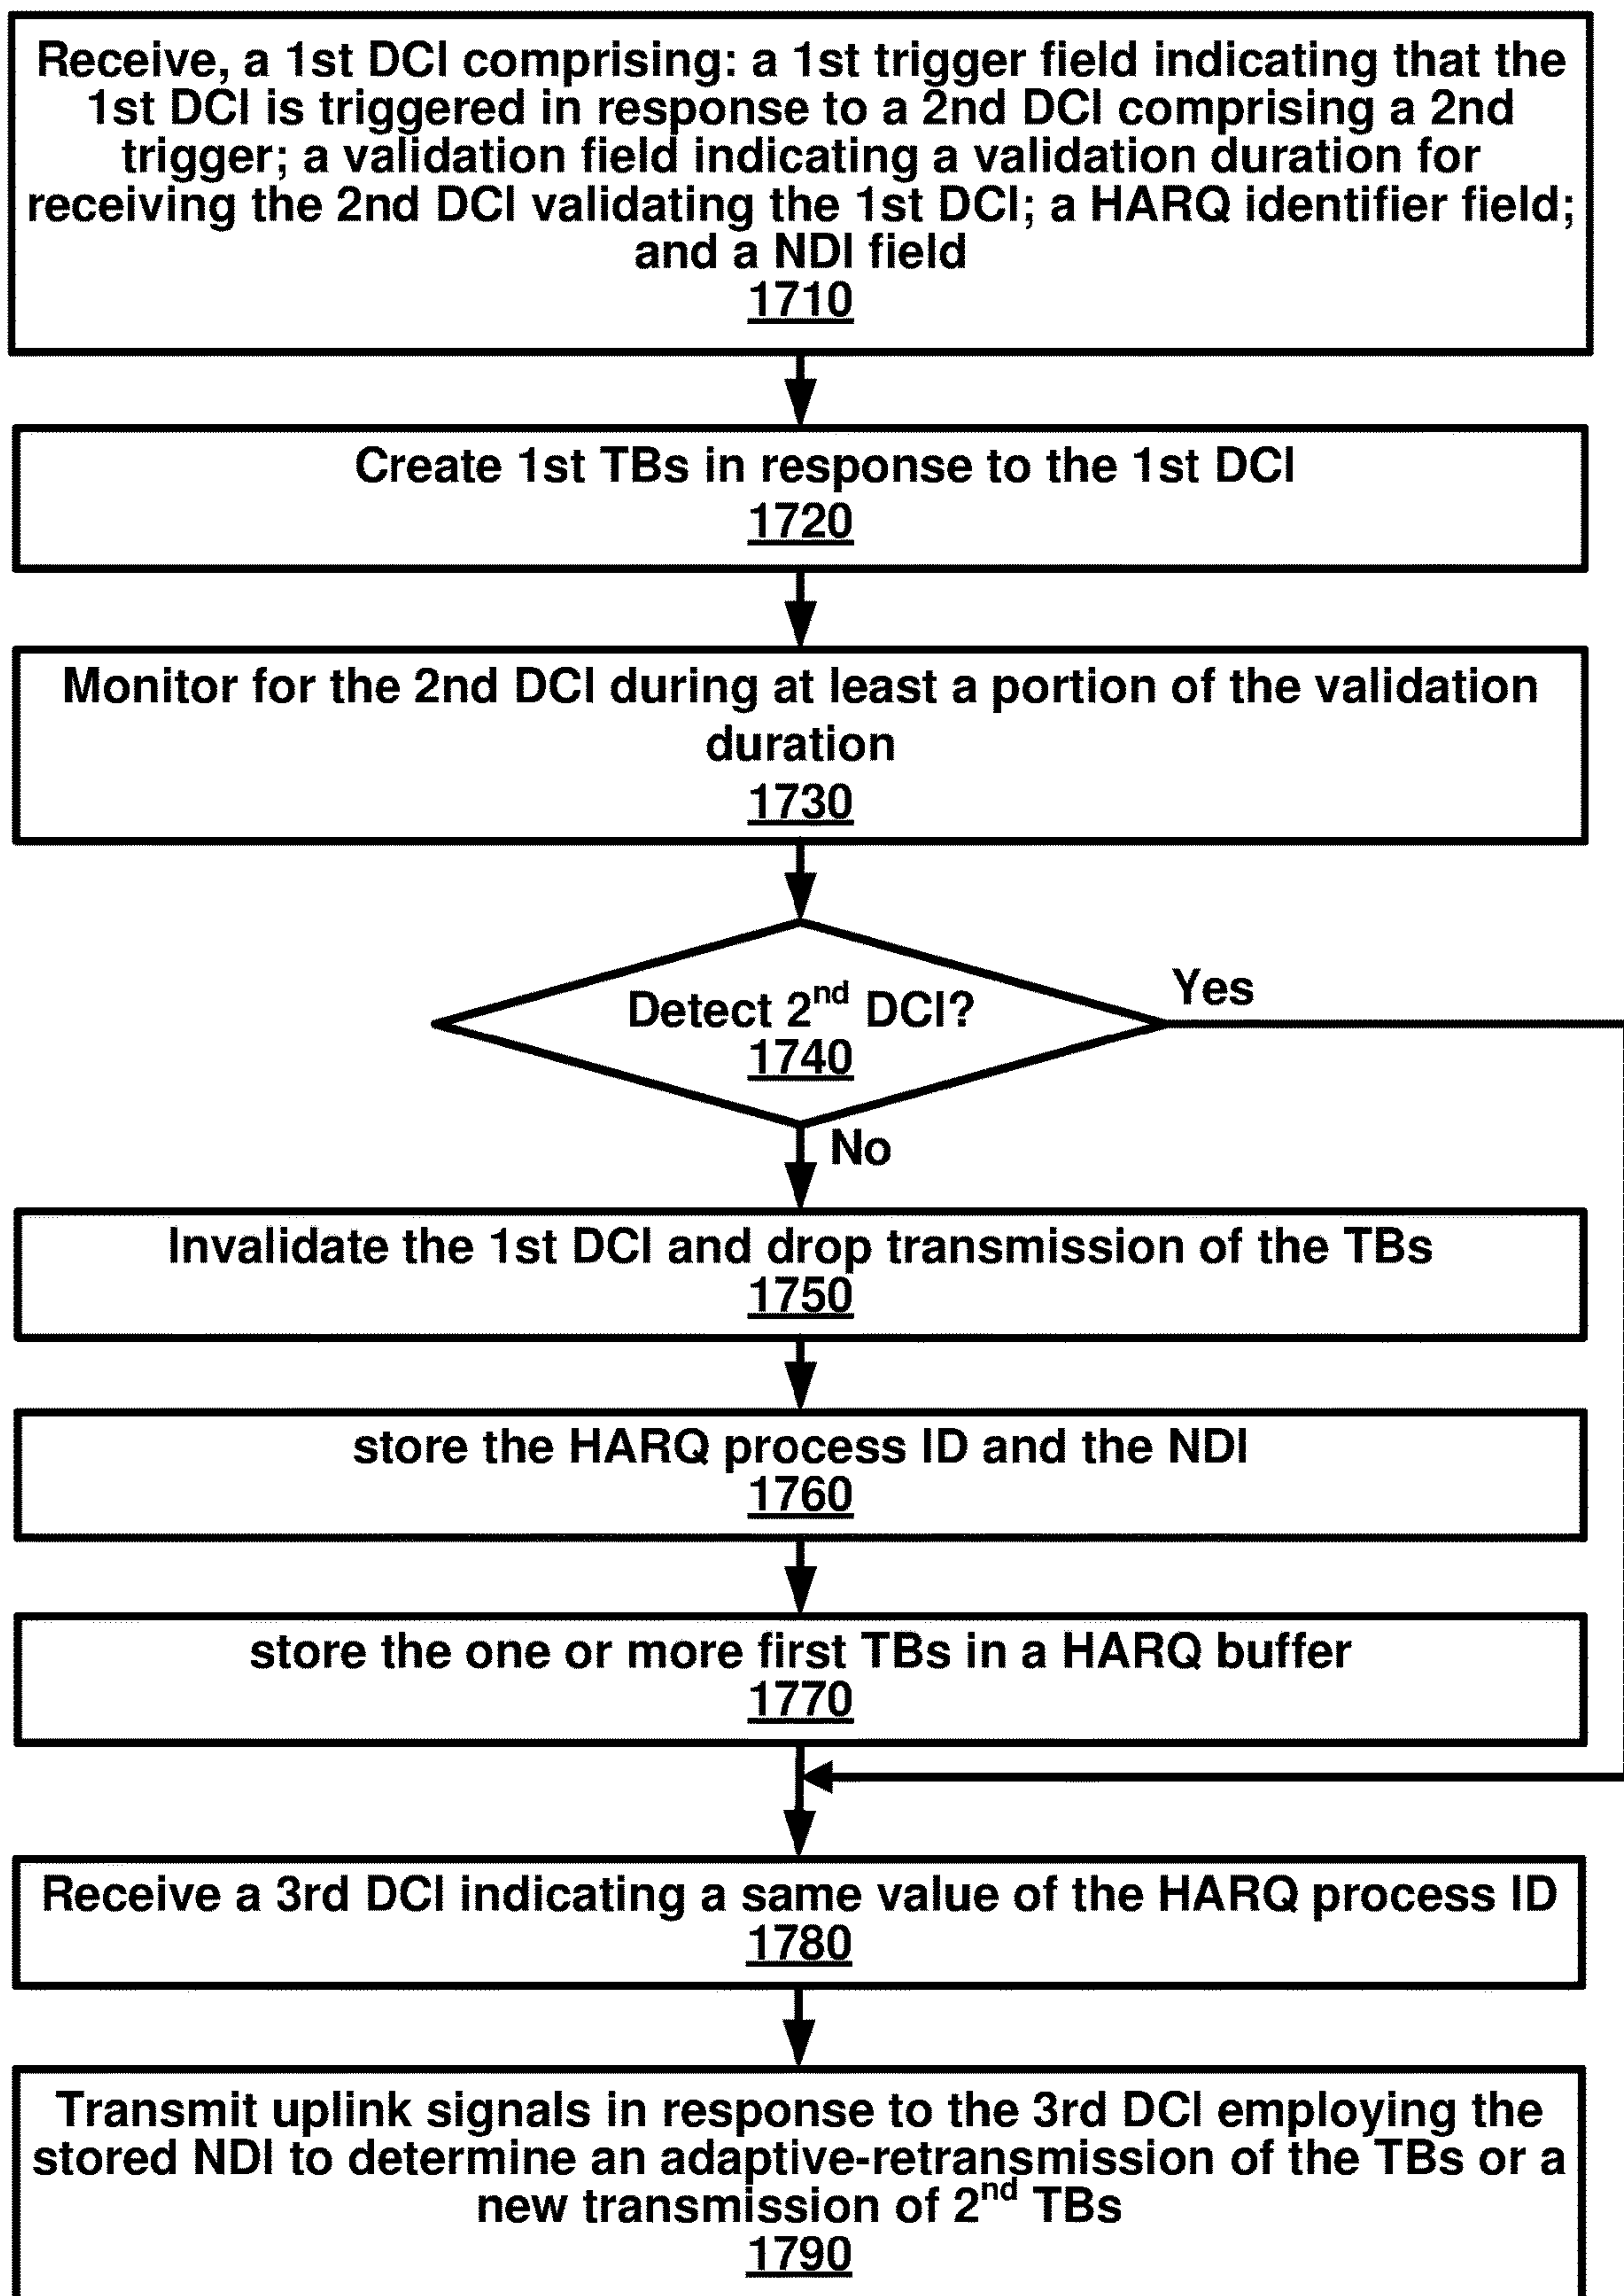 Receive, a 1st DCI comprising: a 1st trigger field indicating that the
1st DCI is triggered in response to a 2nd DCI comprising a 2nd
trigger; a validation field indicating a validation duration for
receiving the 2nd DCI validating the 1st DCI; a HARQ identifier field;
and a NDI field
1710
Create 1st TBs in response to the 1st DCI
1720
Monitor for the 2nd DCI during at least a portion of the validation
duration
1730
Detect 2nd DCI?
1740
Yes
No
Invalidate the 1st DCI and drop transmission of the TBs
1750
store the HARQ process ID and the NDI
1760
store the one or more first TBs in a HARQ buffer
1770
Receive a 3rd DCI indicating a same value of the HARQ process ID
1780
Transmit uplink signals in response to the 3rd DCI employing the
stored NDI to determine an adaptive-retransmission of the TBs or a
new transmission of 2nd TBs
1790